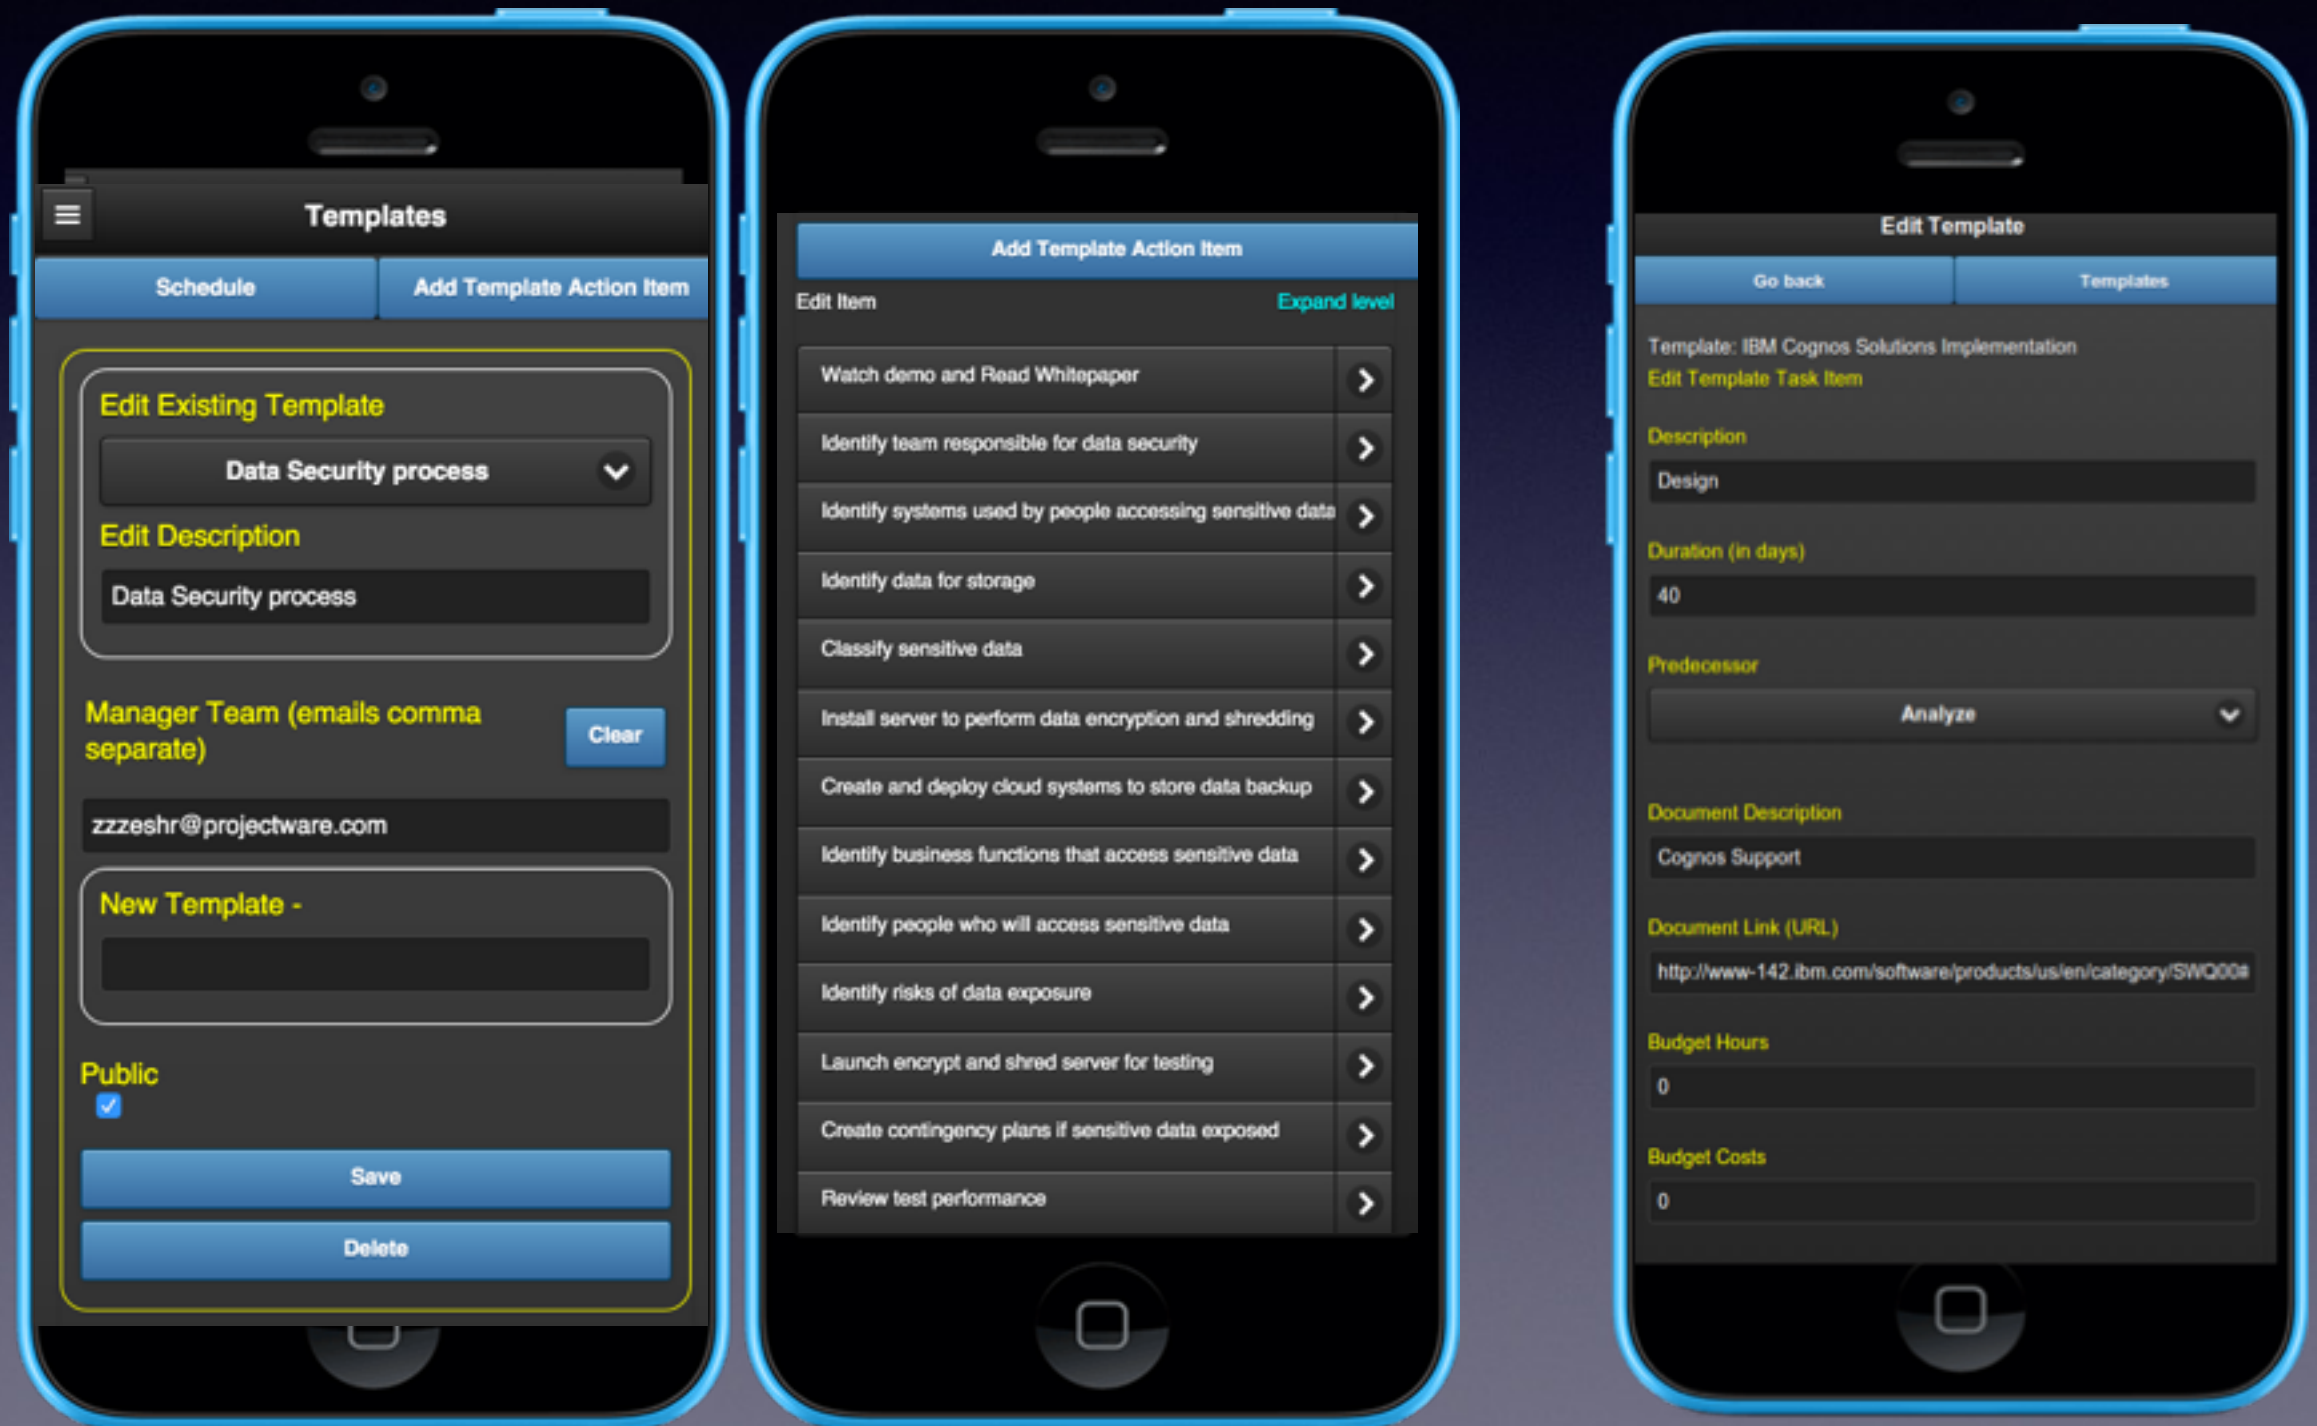 Templates
Schedule
Add Template Action Item
Edit Existing Template
Data Security process
Edit Description
Data Security process
Manager Team (emails comma
separate)
Clear
zzzeshr@projectware.com
New Template -
Public
Save
Delete
Add Template Action Item
Edit Item
Expand level
Watch demo and Read Whitepaper
Identify team responsible for data security
Identify systems used by people accessing sensitive data
Identify data for storage
Classify sensitive data
Install server to perform data encryption and shredding
Create and deploy cloud systems to store data backup
Identify business functions that access sensitive data
Identify people who will access sensitive data
Identify risks of data exposure
Launch encrypt and shred server for testing
Create contingency plans if sensitive data exposed
Review test performance
Edit Template
Go back
Templates
Template: IBM Cognos Solutions Implementation
Edit Template Task Item
Description
Design
Duration (in days)
40
Predecessor
Analyze
Document Description
Cognos Support
Document Link (URL)
http://www-142.ibm.com/software/products/us/en/category/SWQ00#
Budget Hours
0
Budget Costs
0